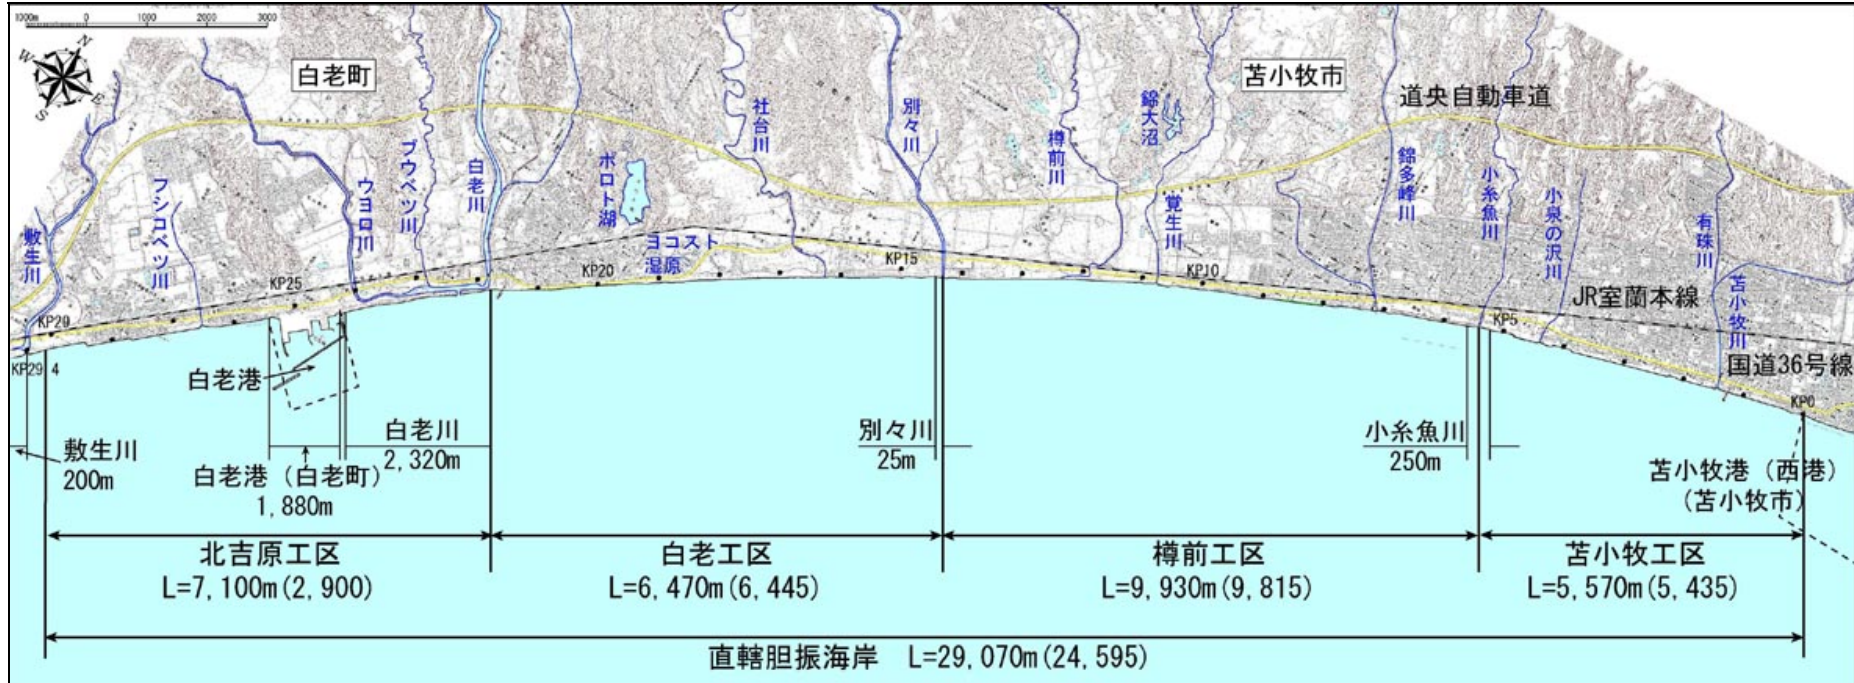 1000m 0 1000 2000 3000
N
W
E
S
白老町
苫小牧市
道央自動車道
敷生川
フシコベツ川
ウヨロ川
ブウベツ川
白老川
ポロト湖
ヨコスト
湿原
社台川
別々川
樽前川
錦大沼
覚生川
錦多峰川
小糸魚川
小泉の沢川
有珠川
苫小牧川
JR室蘭本線
国道36号線
KP29
KP29 4
KP25
KP20
KP15
KP10
KP5
KP0
白老港
敷生川
200m
白老港(白老町)
1,880m
白老川
2,320m
別々川
25m
小糸魚川
250m
苫小牧港(西港)
(苫小牧市)
北吉原工区
L=7,100m(2,900)
白老工区
L=6,470m(6,445)
樽前工区
L=9,930m(9,815)
苫小牧工区
L=5,570m(5,435)
直轄胆振海岸 L=29,070m(24,595)